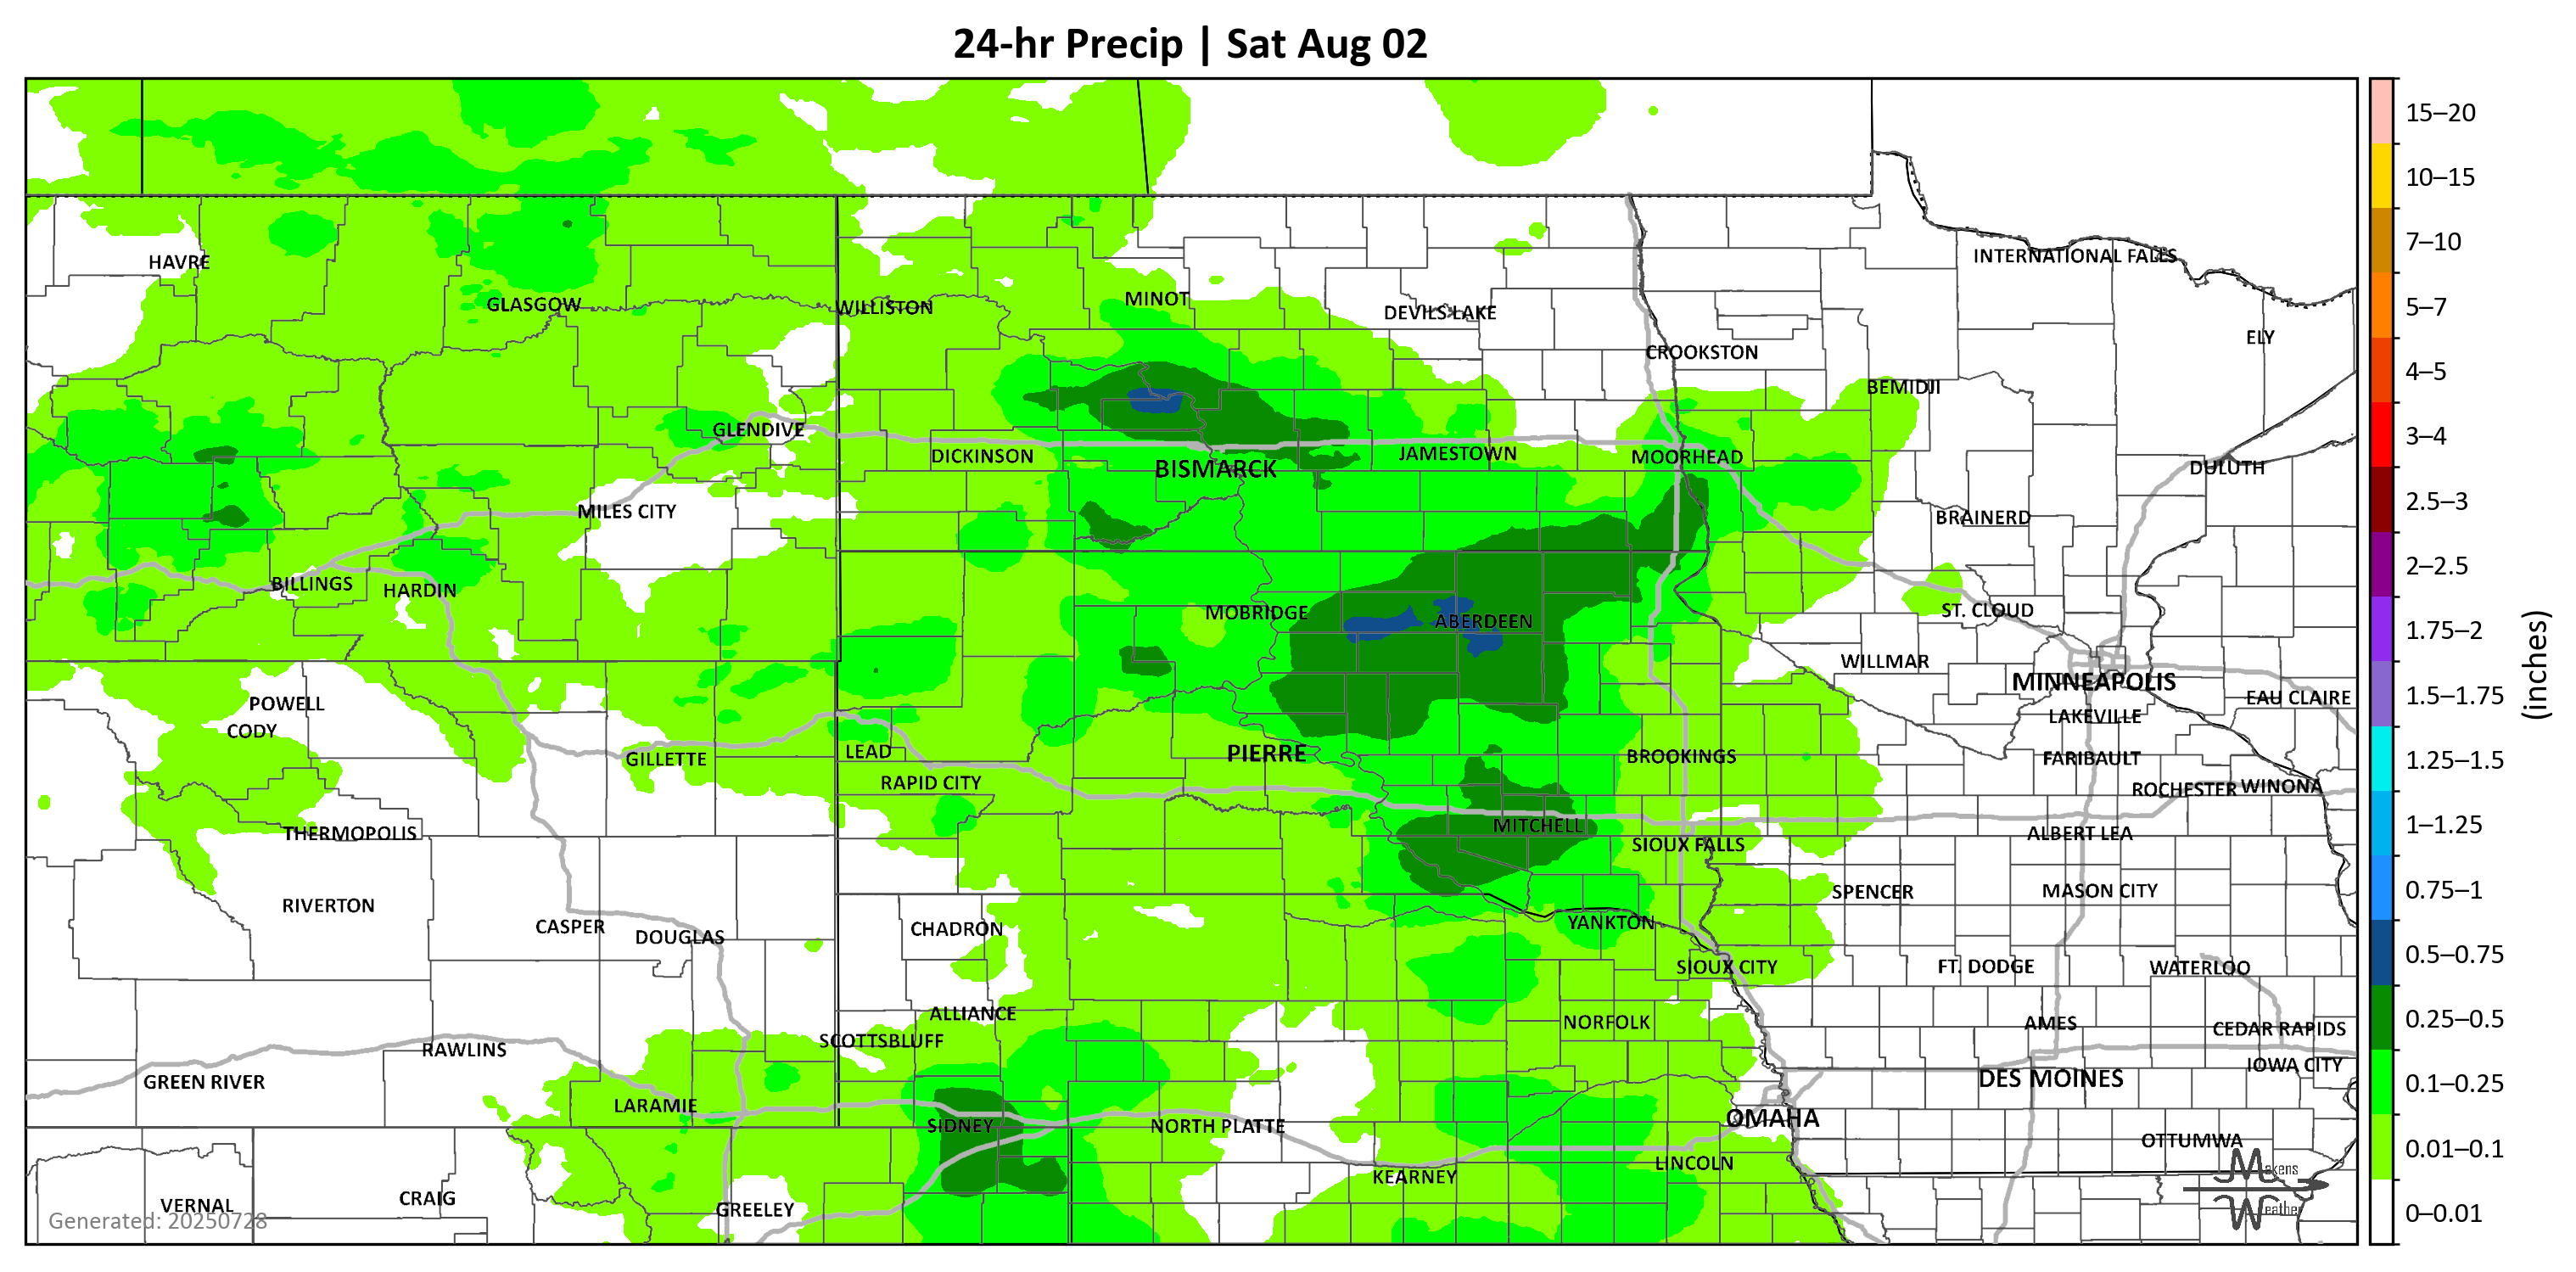 24-hr Precip | Sat Aug 02
15–20
10–15
INTERNATIONAL FALLS
7–10
HAVRE
MINOT
GLASGOW
WILLISTON
DEVILS LAKE
5–7
ELY
CROOKSTON
4–5
BEMIDJI
GLENDIVE
3–4
DICKINSON
JAMESTOWN
MOORHEAD
BISMARCK
DULUTH
2.5–3
MILES CITY
BRAINERD
2–2.5
BILLINGS
HARDIN
MOBRIDGE
ABERDEEN
ST. CLOUD
1.75–2
WILLMAR
(inches)
MINNEAPOLIS
1.5–1.75
EAU CLAIRE
POWELL
LAKEVILLE
CODY
LEAD
PIERRE
BROOKINGS
GILLETTE
FARIBAULT
1.25–1.5
RAPID CITY
ROCHESTER
WINONA
THERMOPOLIS
MITCHELL
ALBERT LEA
1–1.25
SIOUX FALLS
SPENCER
MASON CITY
0.75–1
RIVERTON
CASPER
CHADRON
YANKTON
DOUGLAS
0.5–0.75
SIOUX CITY
FT. DODGE
WATERLOO
ALLIANCE
NORFOLK
AMES
0.25–0.5
CEDAR RAPIDS
SCOTTSBLUFF
RAWLINS
IOWA CITY
GREEN RIVER
DES MOINES
0.1–0.25
LARAMIE
OMAHA
SIDNEY
NORTH PLATTE
OTTUMWA
0.01–0.1
LINCOLN
KEARNEY
Makens
Weather
CRAIG
VERNAL
GREELEY
0–0.01
Generated: 20250728